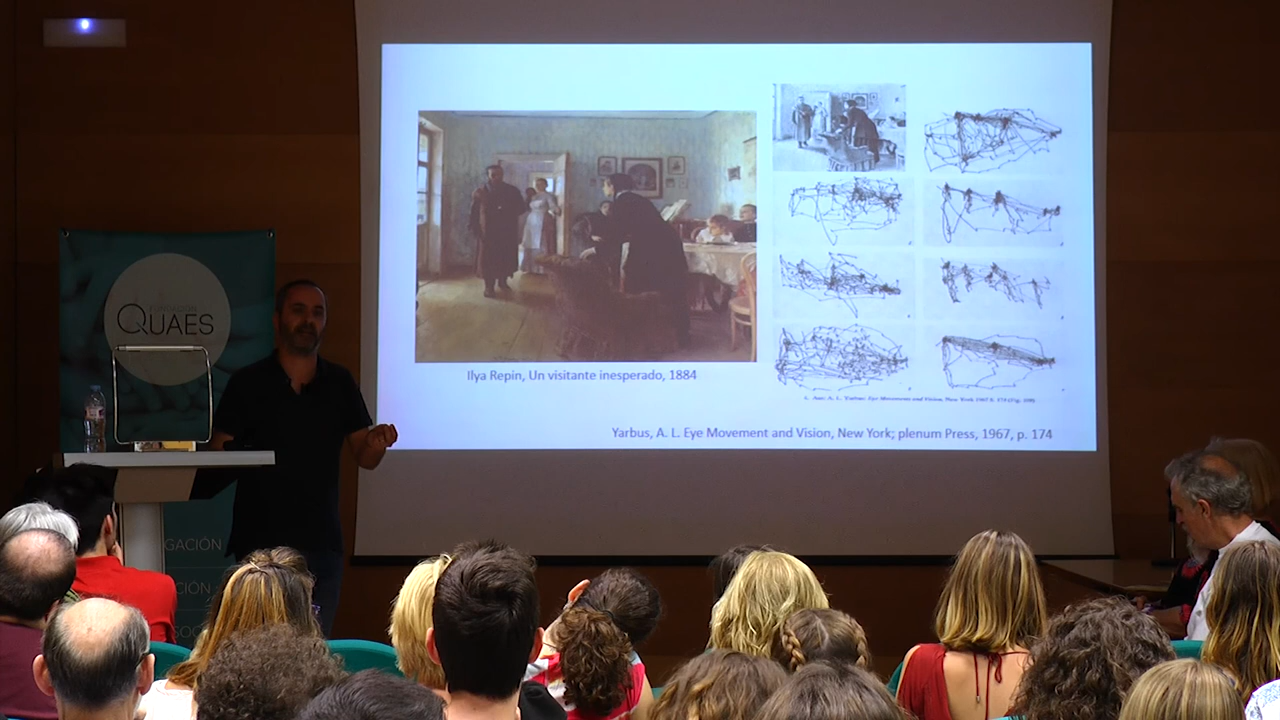 QUAES
Ilya Repin, Un visitante inesperado, 1884
Yarbus, A. L. Eye Movement and Vision, New York; plenum Press, 1967, p. 174
GACIÓN
CIÓN